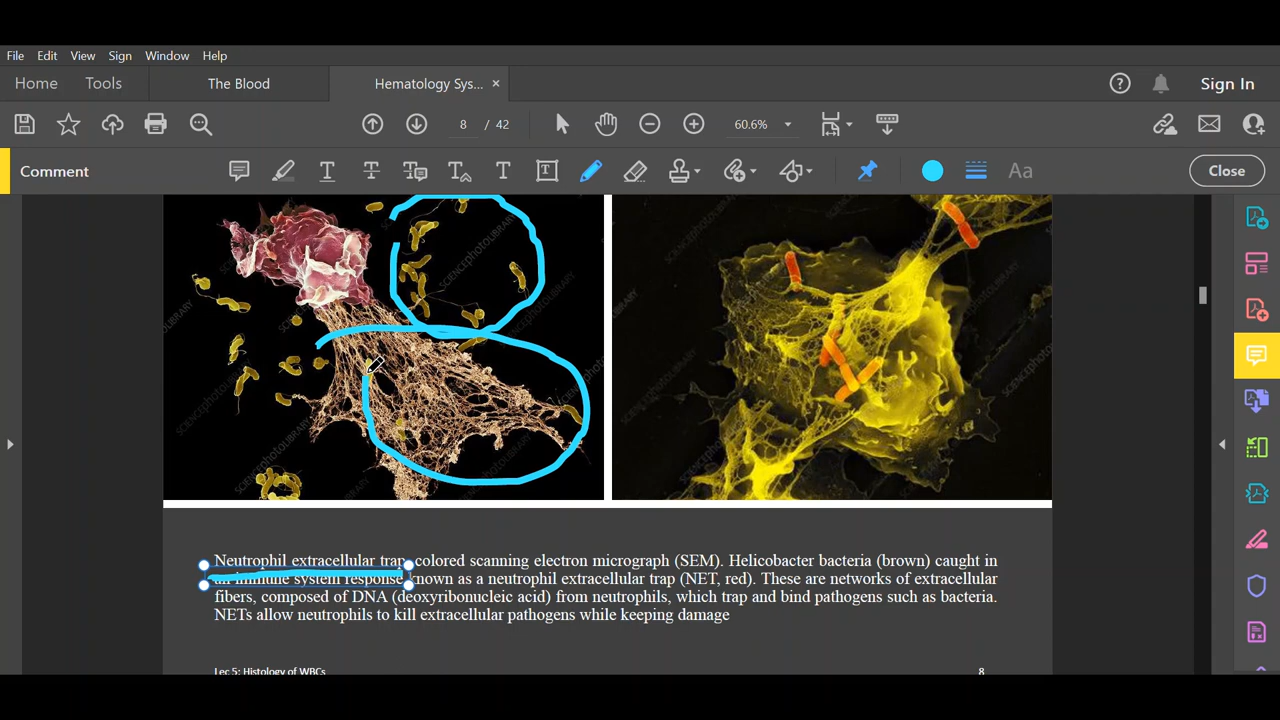 File Edit View Sign Window Help
Home Tools The Blood Hematology Sys... × Sign In
8 / 42 60.6%
Comment Aa Close
SCIENCEphotoLIBRARY
Neutrophil extracellular trap, colored scanning electron micrograph (SEM). Helicobacter bacteria (brown) caught in
an immune system response known as a neutrophil extracellular trap (NET, red). These are networks of extracellular
fibers, composed of DNA (deoxyribonucleic acid) from neutrophils, which trap and bind pathogens such as bacteria.
NETs allow neutrophils to kill extracellular pathogens while keeping damage
Lec 5: Histology of WBCs 8